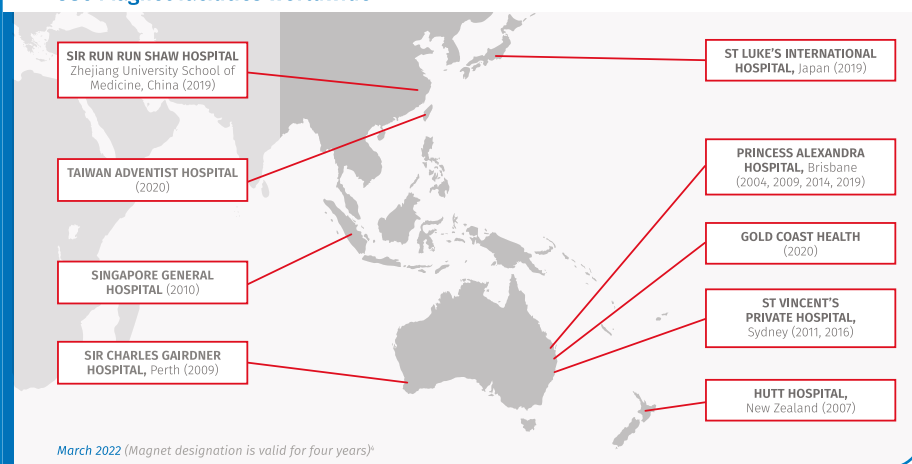 SIR RUN RUN SHAW HOSPITAL
Zhejiang University School of
Medicine, China (2019)
TAIWAN ADVENTIST HOSPITAL
(2020)
SINGAPORE GENERAL
HOSPITAL (2010)
SIR CHARLES GAIRDNER
HOSPITAL, Perth (2009)
ST LUKE'S INTERNATIONAL
HOSPITAL, Japan (2019)
PRINCESS ALEXANDRA
HOSPITAL, Brisbane
(2004, 2009, 2014, 2019)
GOLD COAST HEALTH
(2020)
ST VINCENT'S
PRIVATE HOSPITAL,
Sydney (2011, 2016)
HUTT HOSPITAL,
New Zealand (2007)
March 2022 (Magnet designation is valid for four years)